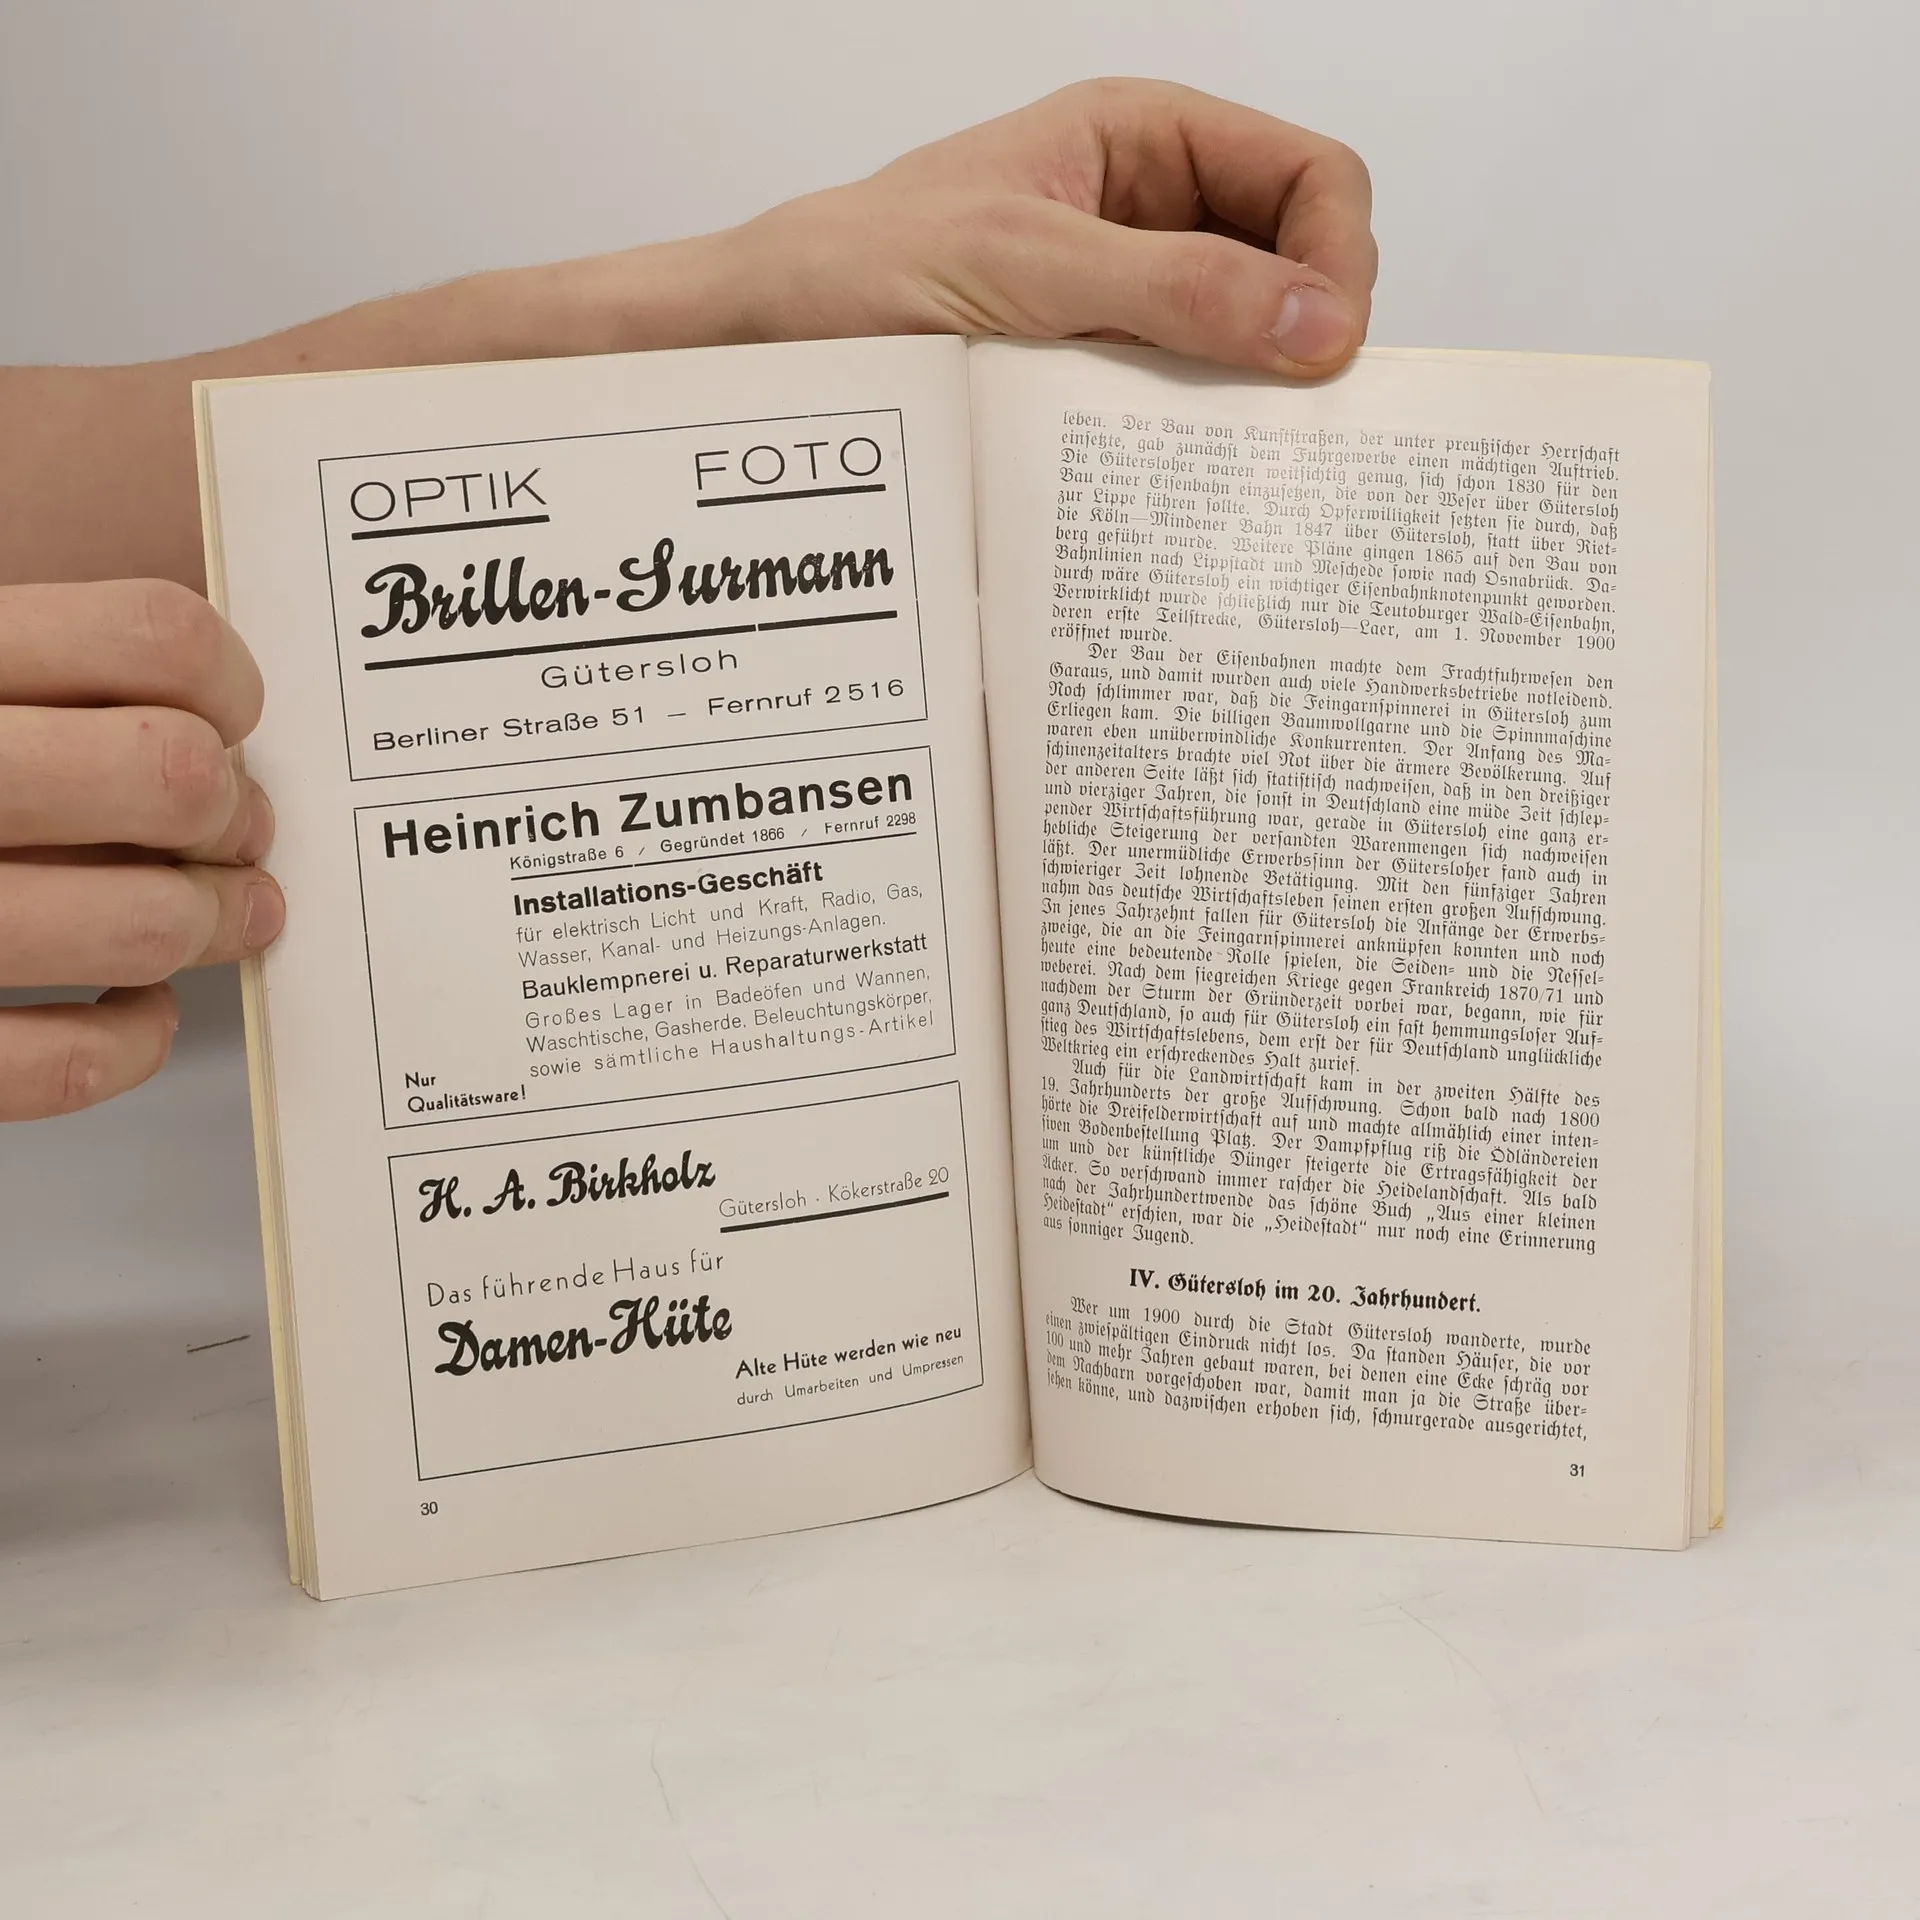 OPTIK FOTO
Brillen-Surmann
Gütersloh
Berliner Straße 51 — Fernruf 2516
Heinrich Zumbansen
Königstraße 6 / Gegründet 1866 / Fernruf 2298
Installations-Geschäft
für elektrisch Licht und Kraft, Radio, Gas,
Wasser, Kanal- und Heizungs-Anlagen.
Bauklempnerei u. Reparaturwerkstatt
Großes Lager in Badeöfen und Wannen,
Waschtische, Gasherde, Beleuchtungskörper,
sowie sämtliche Haushaltungs-Artikel
Nur
Qualitätsware!
H. A. Birkholz
Gütersloh · Kökerstraße 20
Das führende Haus für
Damen-Hüte
Alte Hüte werden wie neu
durch Umarbeiten und Umpressen
30
leben. Der Bau von Kunststraßen, der unter preußischer Herrschaft
einsetzte, gab zunächst dem Fuhrgewerbe einen mächtigen Auftrieb.
Die Gütersloher waren weitsichtig genug, sich schon 1830 für den
Bau einer Eisenbahn einzusetzen, die von der Weser über Gütersloh
zur Lippe führen sollte. Durch Opferwilligkeit setzten sie durch, daß
die Köln—Mindener Bahn 1847 über Gütersloh, statt über Riet-
berg geführt wurde. Weitere Pläne gingen 1865 auf den Bau von
Bahnlinien nach Lippstadt und Meschede sowie nach Osnabrück. Da-
durch wäre Gütersloh ein wichtiger Eisenbahnknotenpunkt geworden.
Verwirklicht wurde schließlich nur die Teutoburger Wald-Eisenbahn,
deren erste Teilstrecke, Gütersloh—Laer, am 1. November 1900
eröffnet wurde.
Der Bau der Eisenbahnen machte dem Frachtfuhrwesen den
Garaus, und damit wurden auch viele Handwerksbetriebe notleidend.
Noch schlimmer war, daß die Feingarnspinnerei in Gütersloh zum
Erliegen kam. Die billigen Baumwollgarne und die Spinnmaschine
waren eben unüberwindliche Konkurrenten. Der Anfang des Ma-
schinenzeitalters brachte viel Not über die ärmere Bevölkerung. Auf
der anderen Seite läßt sich statistisch nachweisen, daß in den dreißiger
und vierziger Jahren, die sonst in Deutschland eine müde Zeit schlep-
pender Wirtschaftsführung war, gerade in Gütersloh eine ganz er-
hebliche Steigerung der versandten Warenmengen sich nachweisen
läßt. Der unermüdliche Erwerbssinn der Gütersloher fand auch in
schwieriger Zeit lohnende Betätigung. Mit den fünfziger Jahren
nahm das deutsche Wirtschaftsleben seinen ersten großen Aufschwung.
In jenes Jahrzehnt fallen für Gütersloh die Anfänge der Erwerbs-
zweige, die an die Feingarnspinnerei anknüpfen konnten und noch
heute eine bedeutende Rolle spielen, die Seiden- und die Nessel-
weberei. Nach dem siegreichen Kriege gegen Frankreich 1870/71 und
nachdem der Sturm der Gründerzeit vorbei war, begann, wie für
ganz Deutschland, so auch für Gütersloh ein fast hemmungsloser Auf-
stieg des Wirtschaftslebens, dem erst der für Deutschland unglückliche
Weltkrieg ein erschreckendes Halt zurief.
Auch für die Landwirtschaft kam in der zweiten Hälfte des
19. Jahrhunderts der große Aufschwung. Schon bald nach 1800
hörte die Dreifelderwirtschaft auf und machte allmählich einer inten-
siven Bodenbestellung Platz. Der Dampfpflug riß die Ödländereien
um und der künstliche Dünger steigerte die Ertragsfähigkeit der
Äcker. So verschwand immer rascher die Heidelandschaft. Als bald
nach der Jahrhundertwende das schöne Buch „Aus einer kleinen
Heidestadt“ erschien, war die „Heidestadt“ nur noch eine Erinnerung
aus sonniger Jugend.
IV. Gütersloh im 20. Jahrhundert.
Wer um 1900 durch die Stadt Gütersloh wanderte, wurde
einen zwiespältigen Eindruck nicht los. Da standen Häuser, die vor
100 und mehr Jahren gebaut waren, bei denen eine Ecke schräg vor
dem Nachbarn vorgeschoben war, damit man ja die Straße über-
sehen könne, und dazwischen erhoben sich, schnurgerade ausgerichtet,
31